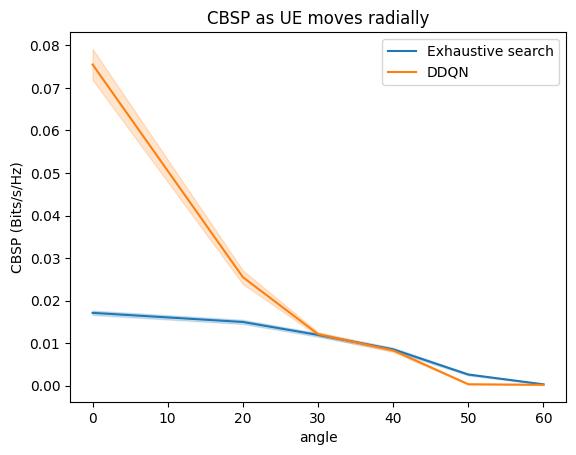 CBSP as UE moves radially
Exhaustive search
DDQN
CBSP (Bits/s/Hz)
0.08
0.07
0.06
0.05
0.04
0.03
0.02
0.01
0.00
0 10 20 30 40 50 60
angle